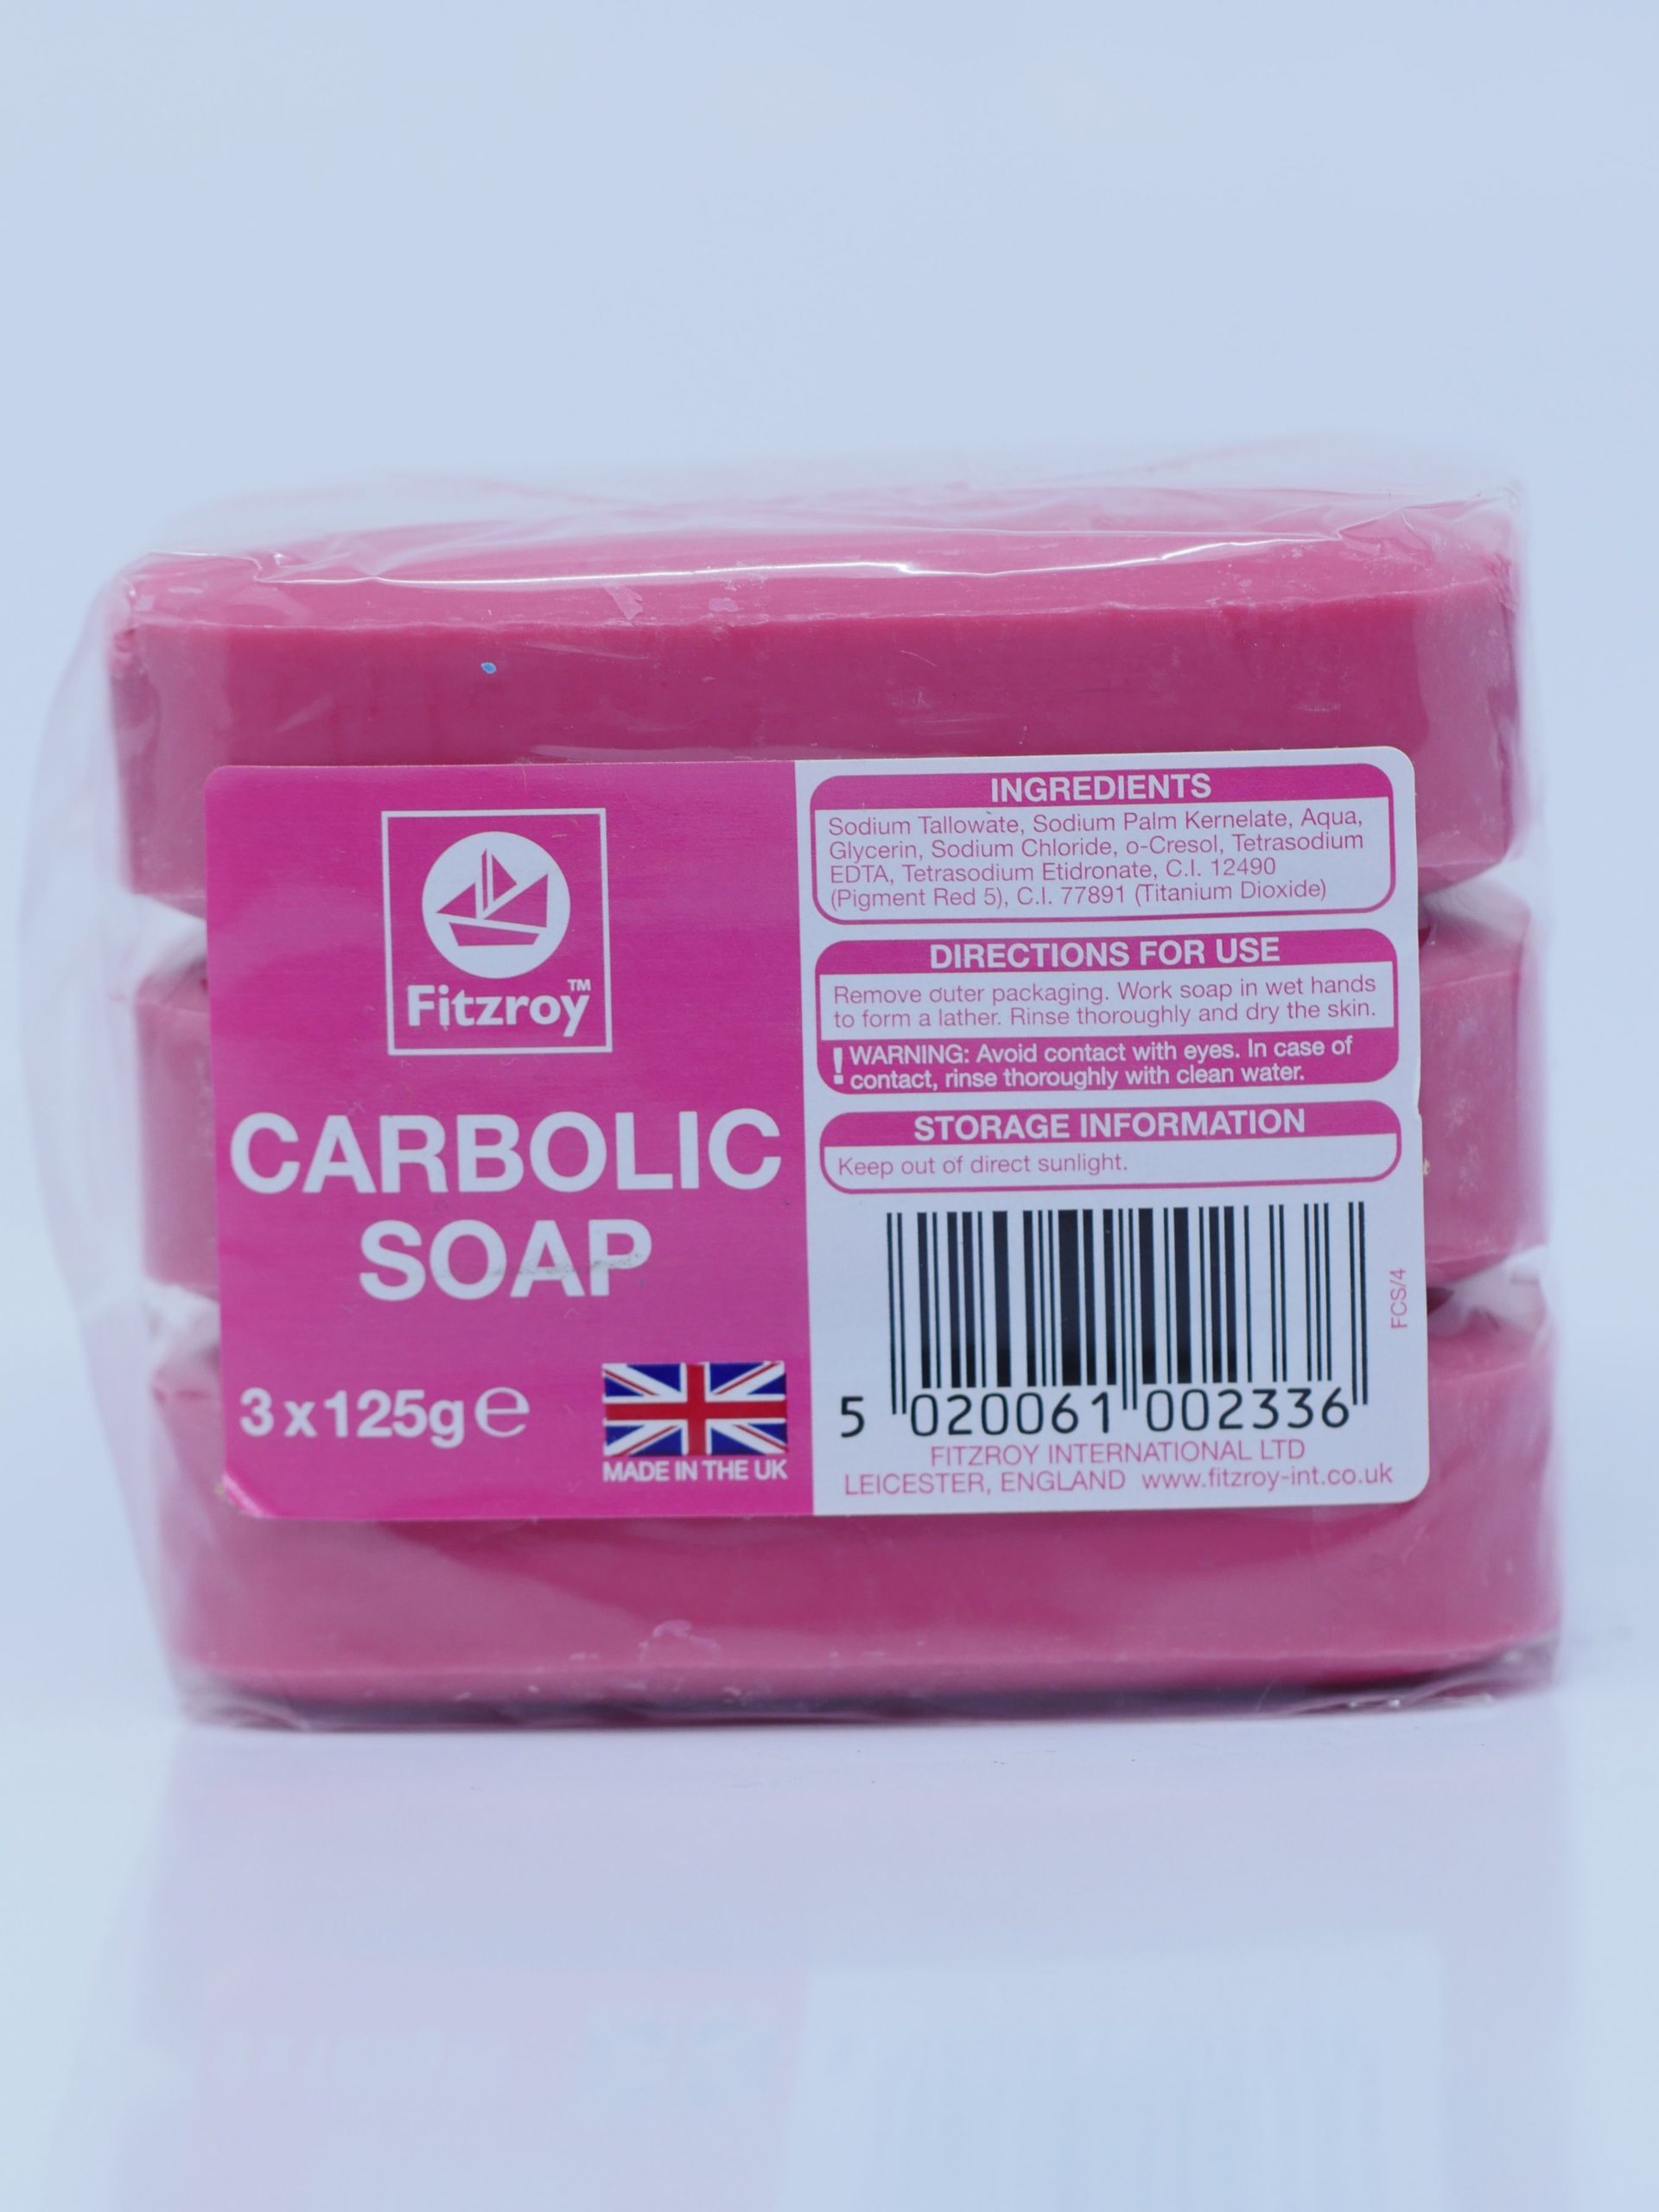 Fitzroy™
CARBOLIC
SOAP
3 x 125g ℮
MADE IN THE UK
INGREDIENTS
Sodium Tallowate, Sodium Palm Kernelate, Aqua,
Glycerin, Sodium Chloride, o-Cresol, Tetrasodium
EDTA, Tetrasodium Etidronate, C.I. 12490
(Pigment Red 5), C.I. 77891 (Titanium Dioxide)
DIRECTIONS FOR USE
Remove outer packaging. Work soap in wet hands
to form a lather. Rinse thoroughly and dry the skin.
! WARNING: Avoid contact with eyes. In case of
contact, rinse thoroughly with clean water.
STORAGE INFORMATION
Keep out of direct sunlight.
FCS/4
5 020061 002336
FITZROY INTERNATIONAL LTD
LEICESTER, ENGLAND www.fitzroy-int.co.uk